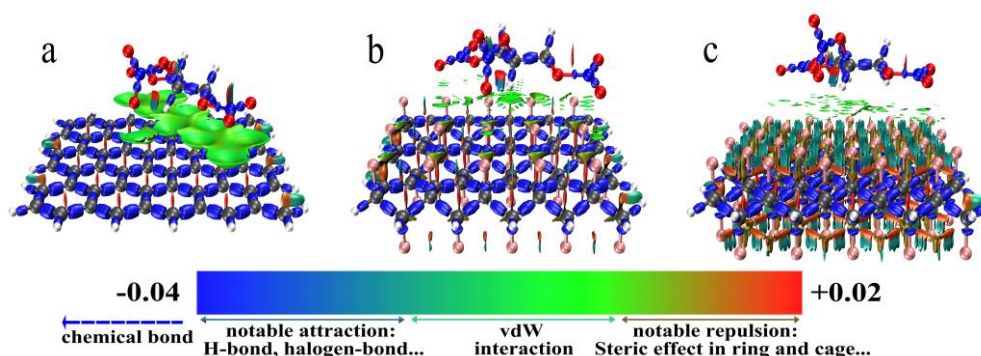 a
b
c
-0.04
+0.02
chemical bond
notable attraction:
H-bond, halogen-bond...
vdW
interaction
notable repulsion:
Steric effect in ring and cage...